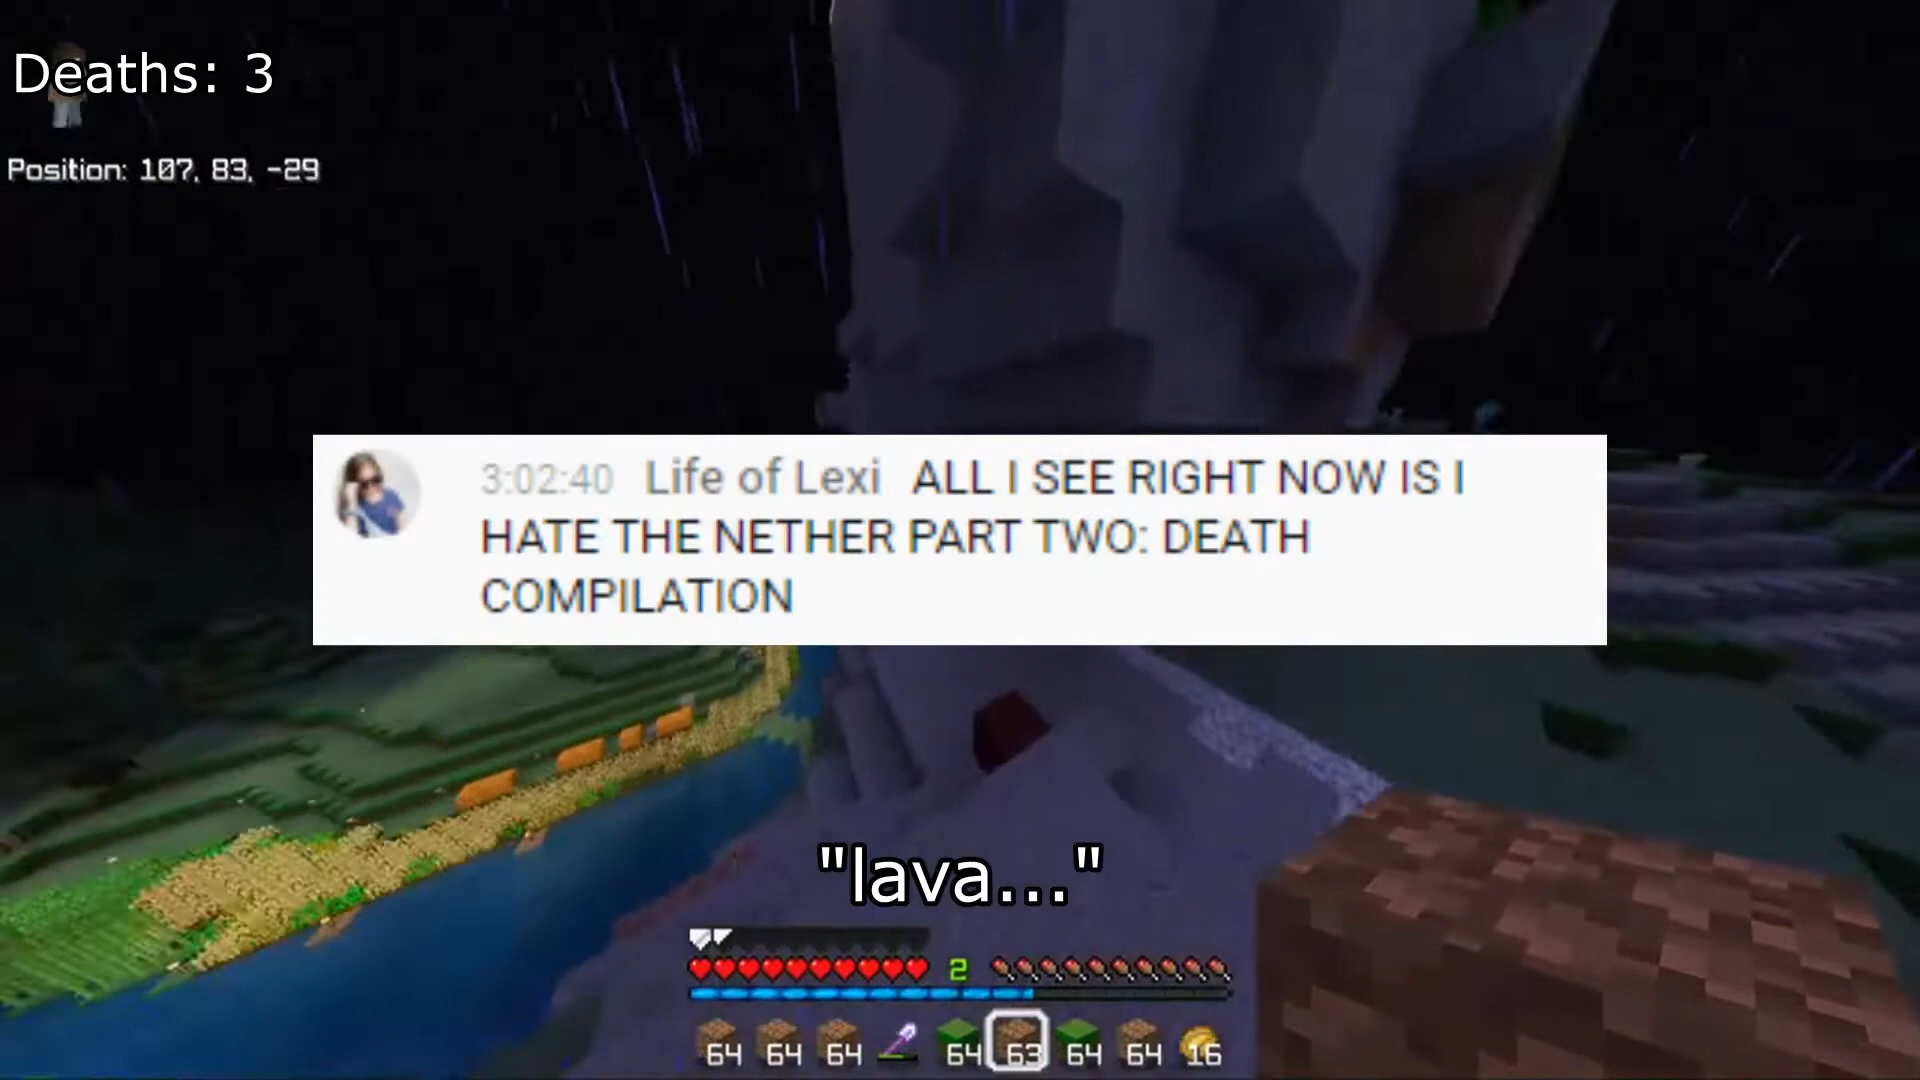 Deaths: 3
Position: 107, 83, -29
3:02:40 Life of Lexi ALL I SEE RIGHT NOW IS I
HATE THE NETHER PART TWO: DEATH
COMPILATION
"lava..."
2
64 64 64 64 63 64 64 16